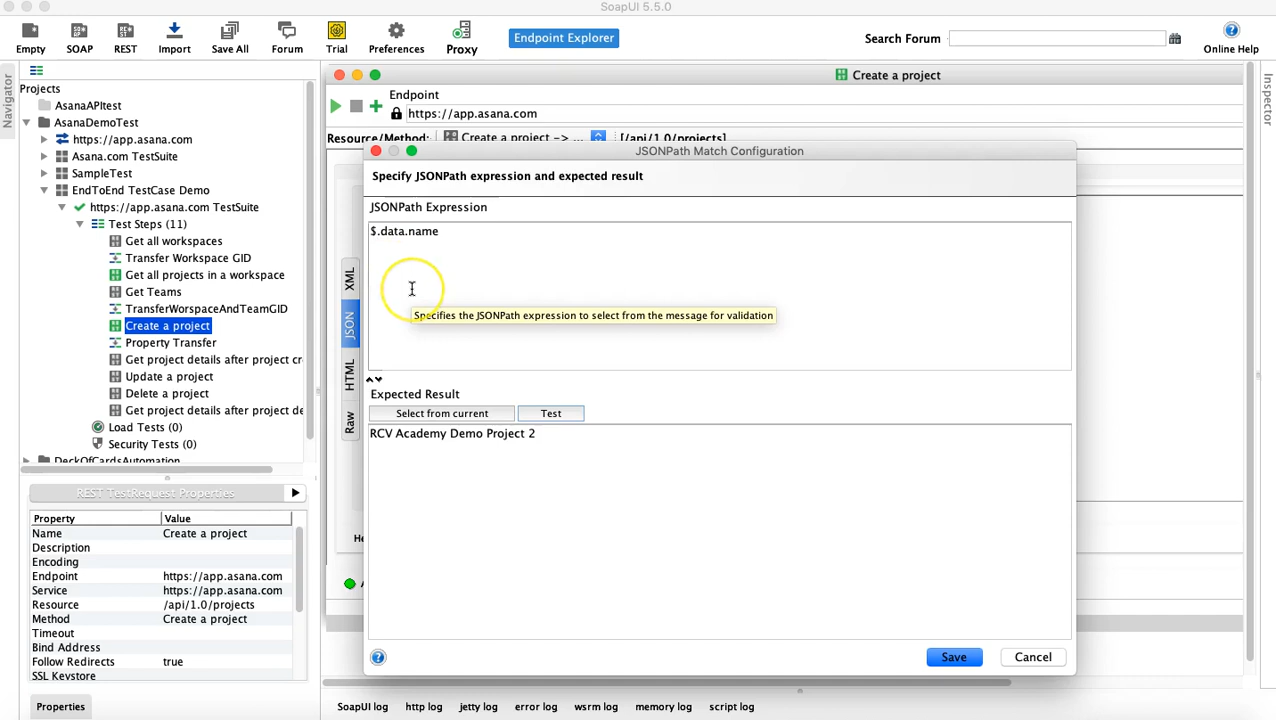 SoapUI 5.5.0
Empty
SOAP
REST
Import
Save All
Forum
Trial
Preferences
Proxy
Endpoint Explorer
Search Forum
Online Help
Navigator
Projects
AsanaAPItest
AsanaDemoTest
https://app.asana.com
Asana.com TestSuite
SampleTest
EndToEnd TestCase Demo
https://app.asana.com TestSuite
Test Steps (11)
Get all workspaces
Transfer Workspace GID
Get all projects in a workspace
Get Teams
TransferWorspaceAndTeamGID
Create a project
Property Transfer
Get project details after project cr
Update a project
Delete a project
Get project details after project de
Load Tests (0)
Security Tests (0)
DeckOfCardsAutomation
REST TestRequest Properties
Property Value
Name Create a project
Description
Encoding
Endpoint https://app.asana.com
Service https://app.asana.com
Resource /api/1.0/projects
Method Create a project
Timeout
Bind Address
Follow Redirects true
SSL Keystore
Properties
Create a project
Endpoint
https://app.asana.com
Resource/Method: Create a project -> ... [/api/1.0/projects]
XML
JSON
HTML
Raw
He
JSONPath Match Configuration
Specify JSONPath expression and expected result
JSONPath Expression
$.data.name
Specifies the JSONPath expression to select from the message for validation
Expected Result
Select from current
Test
RCV Academy Demo Project 2
Save
Cancel
Inspector
SoapUI log
http log
jetty log
error log
wsrm log
memory log
script log